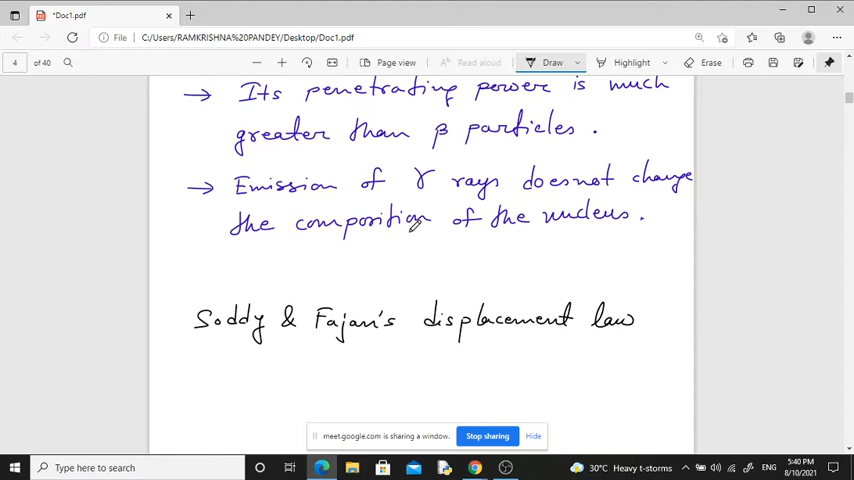 *Doc1.pdf
File C:/Users/RAMKRISHNA%20PANDEY/Desktop/Doc1.pdf
4 of 40 Page view Read aloud Draw Highlight Erase
→ Its penetrating power is much
greater than β particles.
→ Emission of γ rays doesnot change
the composition of the nucleus.
Soddy & Fajan's displacement law
meet.google.com is sharing a window. Stop sharing Hide
Type here to search 30°C Heavy t-storms ENG 5:40 PM
8/10/2021